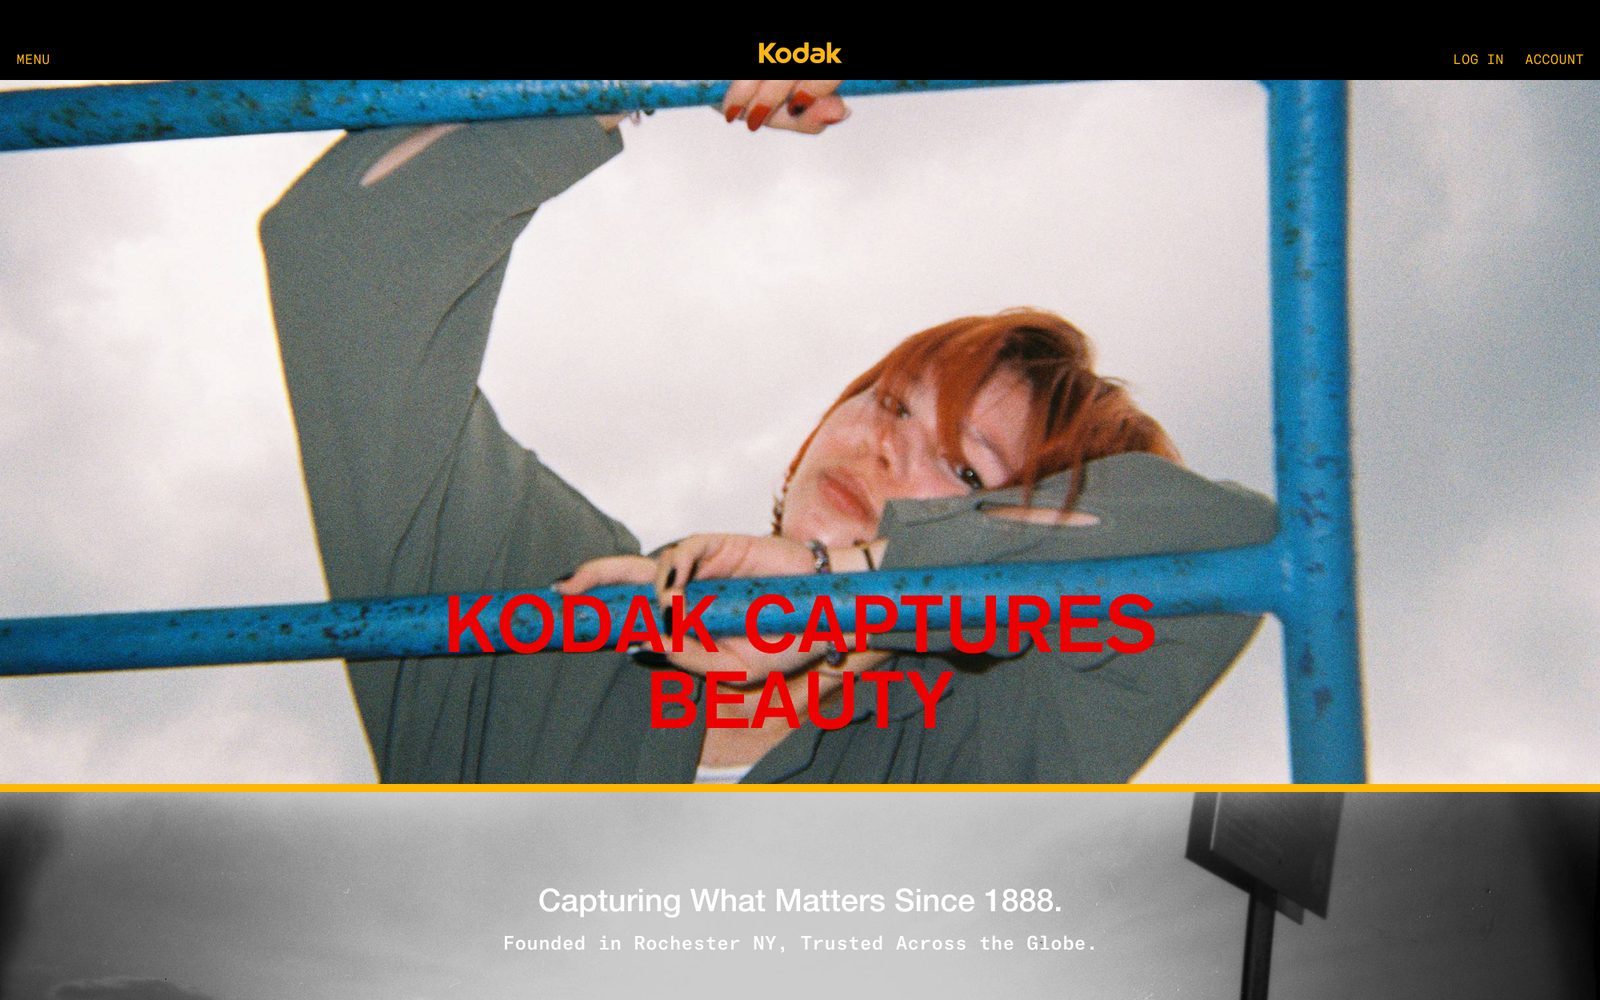 MENU
Kodak
LOG IN ACCOUNT
KODAK CAPTURES
BEAUTY
Capturing What Matters Since 1888.
Founded in Rochester NY, Trusted Across the Globe.